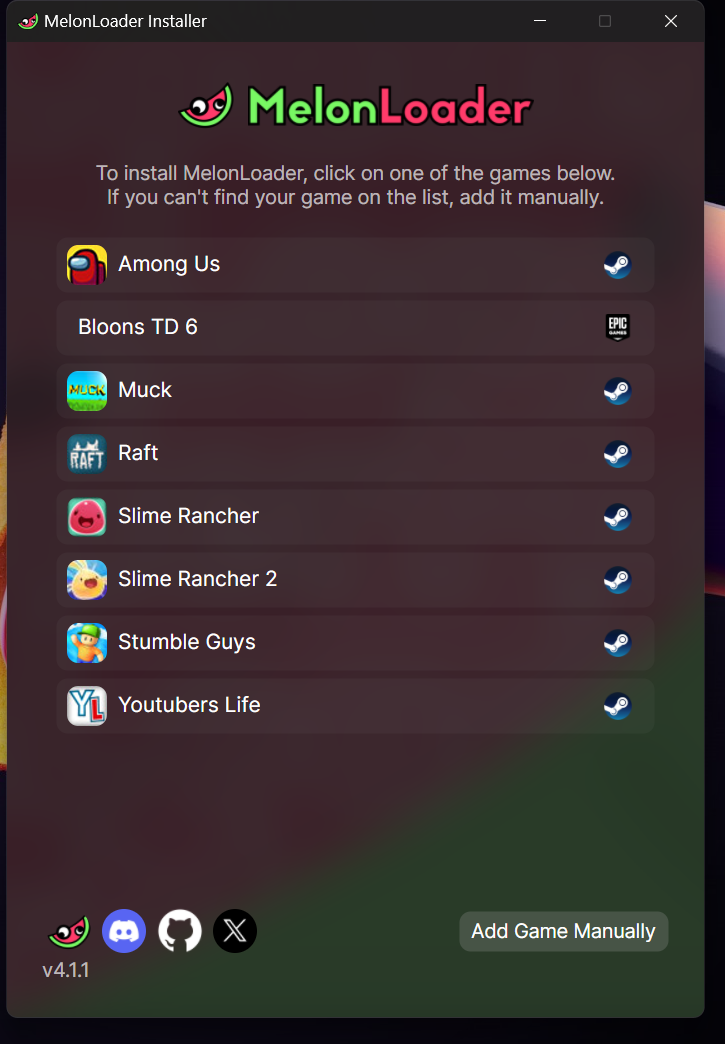 MelonLoader Installer
MelonLoader
To install MelonLoader, click on one of the games below.
If you can't find your game on the list, add it manually.
Among Us
Bloons TD 6
EPIC
GAMES
MUCK
Muck
RAFT
Raft
Slime Rancher
Slime Rancher 2
Stumble Guys
YL
Youtubers Life
Add Game Manually
v4.1.1